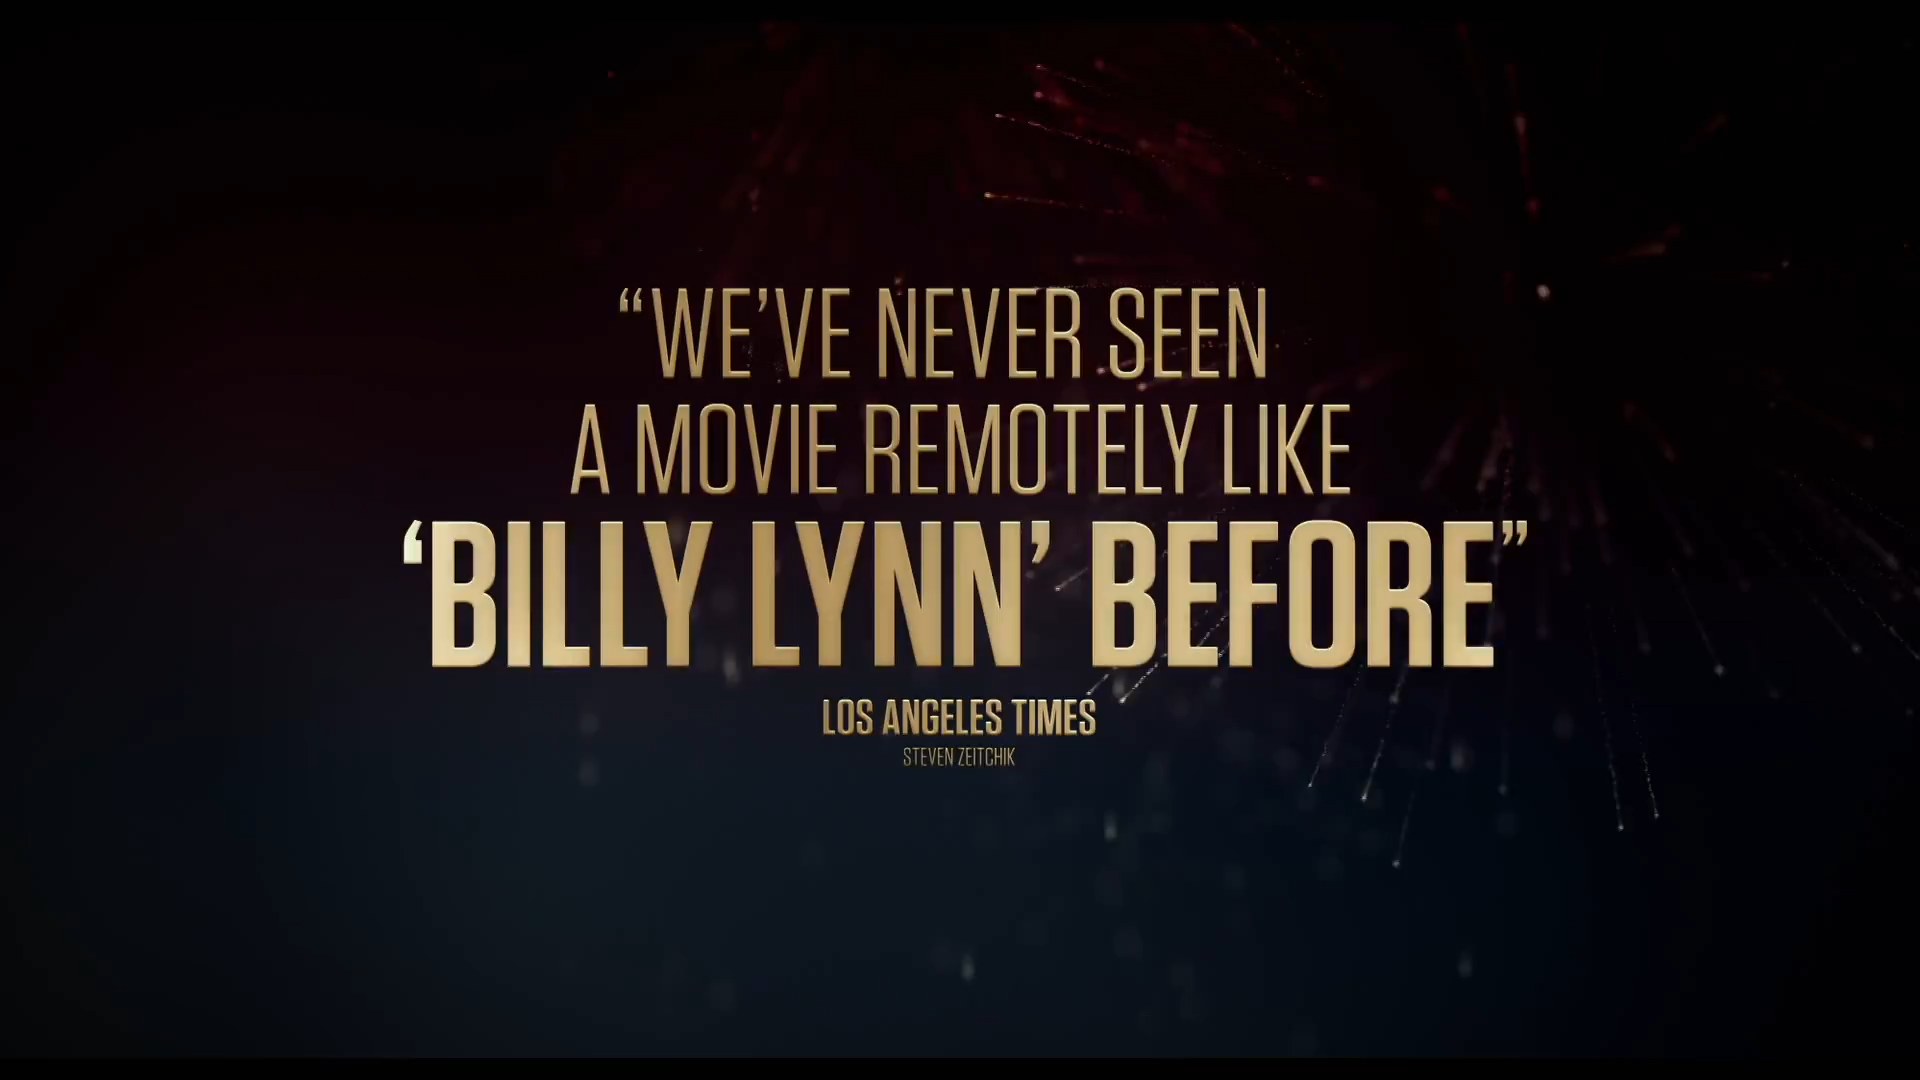 “WE’VE NEVER SEEN
A MOVIE REMOTELY LIKE
‘BILLY LYNN’ BEFORE”
LOS ANGELES TIMES
STEVEN ZEITCHIK